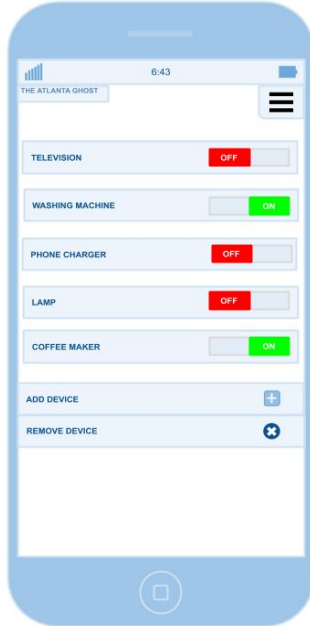 6:43
THE ATLANTA GHOST
TELEVISION OFF
WASHING MACHINE ON
PHONE CHARGER OFF
LAMP OFF
COFFEE MAKER ON
ADD DEVICE
REMOVE DEVICE